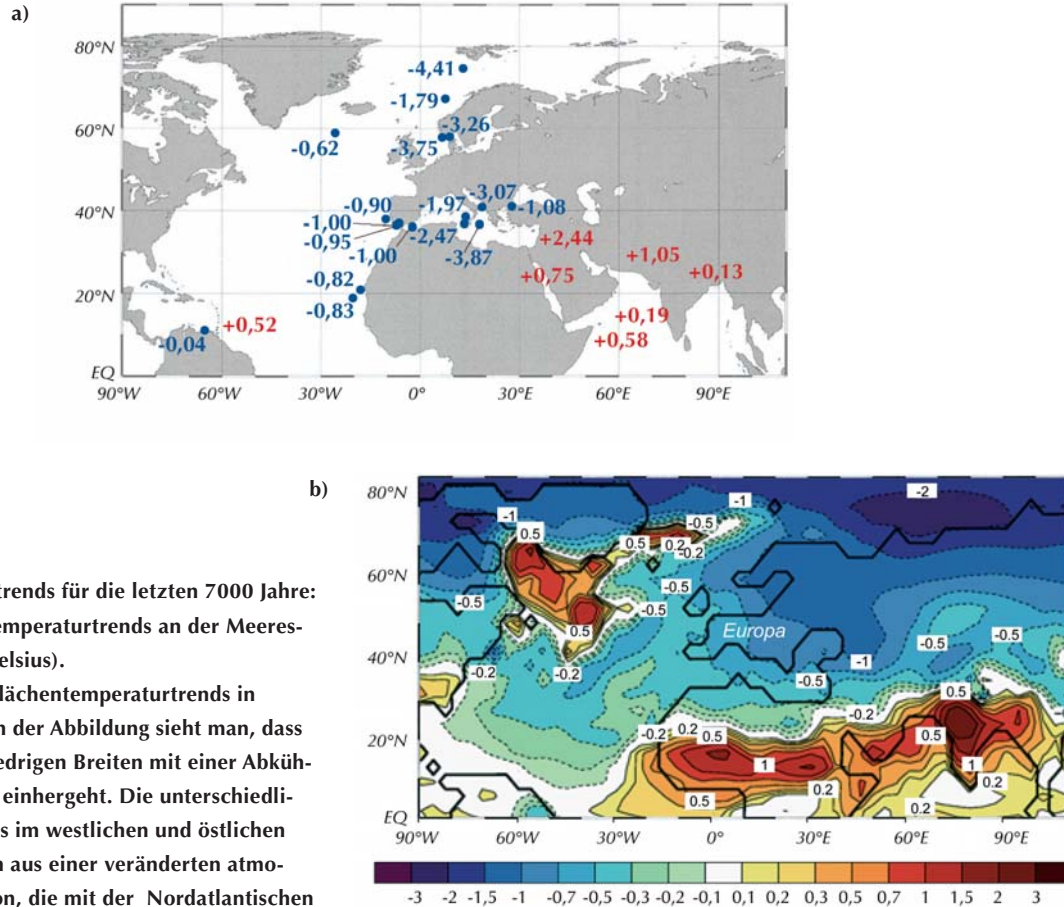 a)
80°N
-4,41
-1,79
-3,26
60°N
-0,62
-3,75
-3,07
-0,90
-1,97
-1,08
40°N
-1,00
-0,95
-2,47
+2,44
-1,00
-3,87
+1,05
+0,75
+0,13
-0,82
20°N
-0,83
+0,19
+0,52
+0,58
-0,04
EQ
90°W 60°W 30°W 0° 30°E 60°E 90°E
b)
80°N
-1 -2
-1 -0.5
0.5 0.5 0.2 -0.2
trends für die letzten 7000 Jahre:
60°N
-0.5 -0.5
emperaturtrends an der Meeres-
-0.5 -0.5
elsius).
0.5 Europa
40°N
-0.2 -1
lächentemperaturtrends in
-0.5 0.5
n der Abbildung sieht man, dass
-0.2 0.2 -0.2
20°N
0.5 0.5
edrigen Breiten mit einer Abküh-
1 1
einhergeht. Die unterschiedli-
0.5 0.2 0.2 0.2
s im westlichen und östlichen
EQ
90°W 60°W 30°W 0° 30°E 60°E 90°E
n aus einer veränderten atmo-
on, die mit der Nordatlantischen
-3 -2 -1,5 -1 -0,7 -0,5 -0,3 -0,2 -0,1 0,1 0,2 0,3 0,5 0,7 1 1,5 2 3